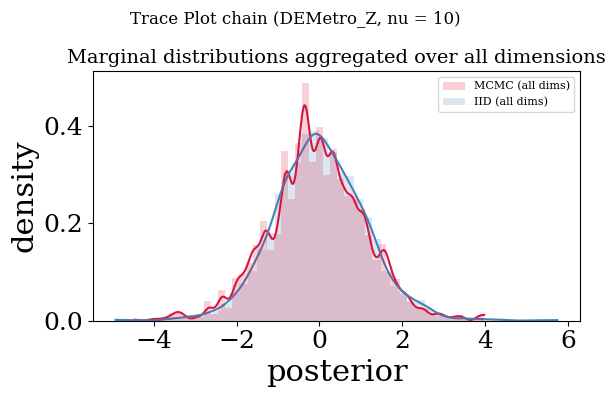 Trace Plot chain (DEMetro_Z, nu = 10)
Marginal distributions aggregated over all dimensions
MCMC (all dims)
IID (all dims)
density
0.4
0.2
0.0
−4
−2
0
2
4
6
posterior